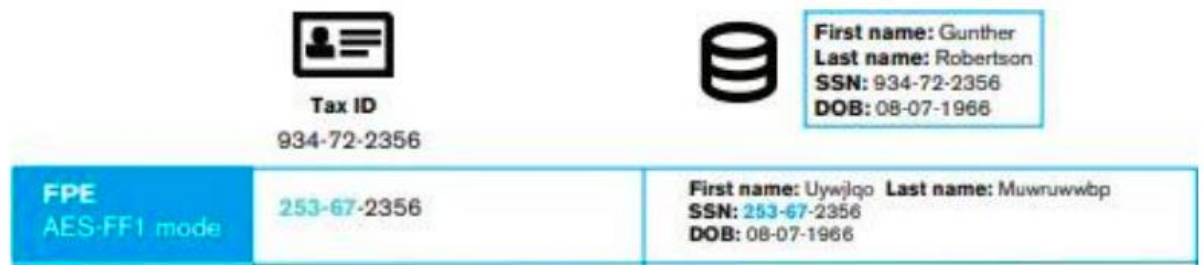 Tax ID
934-72-2356
First name: Gunther
Last name: Robertson
SSN: 934-72-2356
DOB: 08-07-1966
FPE
AES-FF1 mode
253-67-2356
First name: Uywjlqo Last name: Muwruwwbp
SSN: 253-67-2356
DOB: 08-07-1966